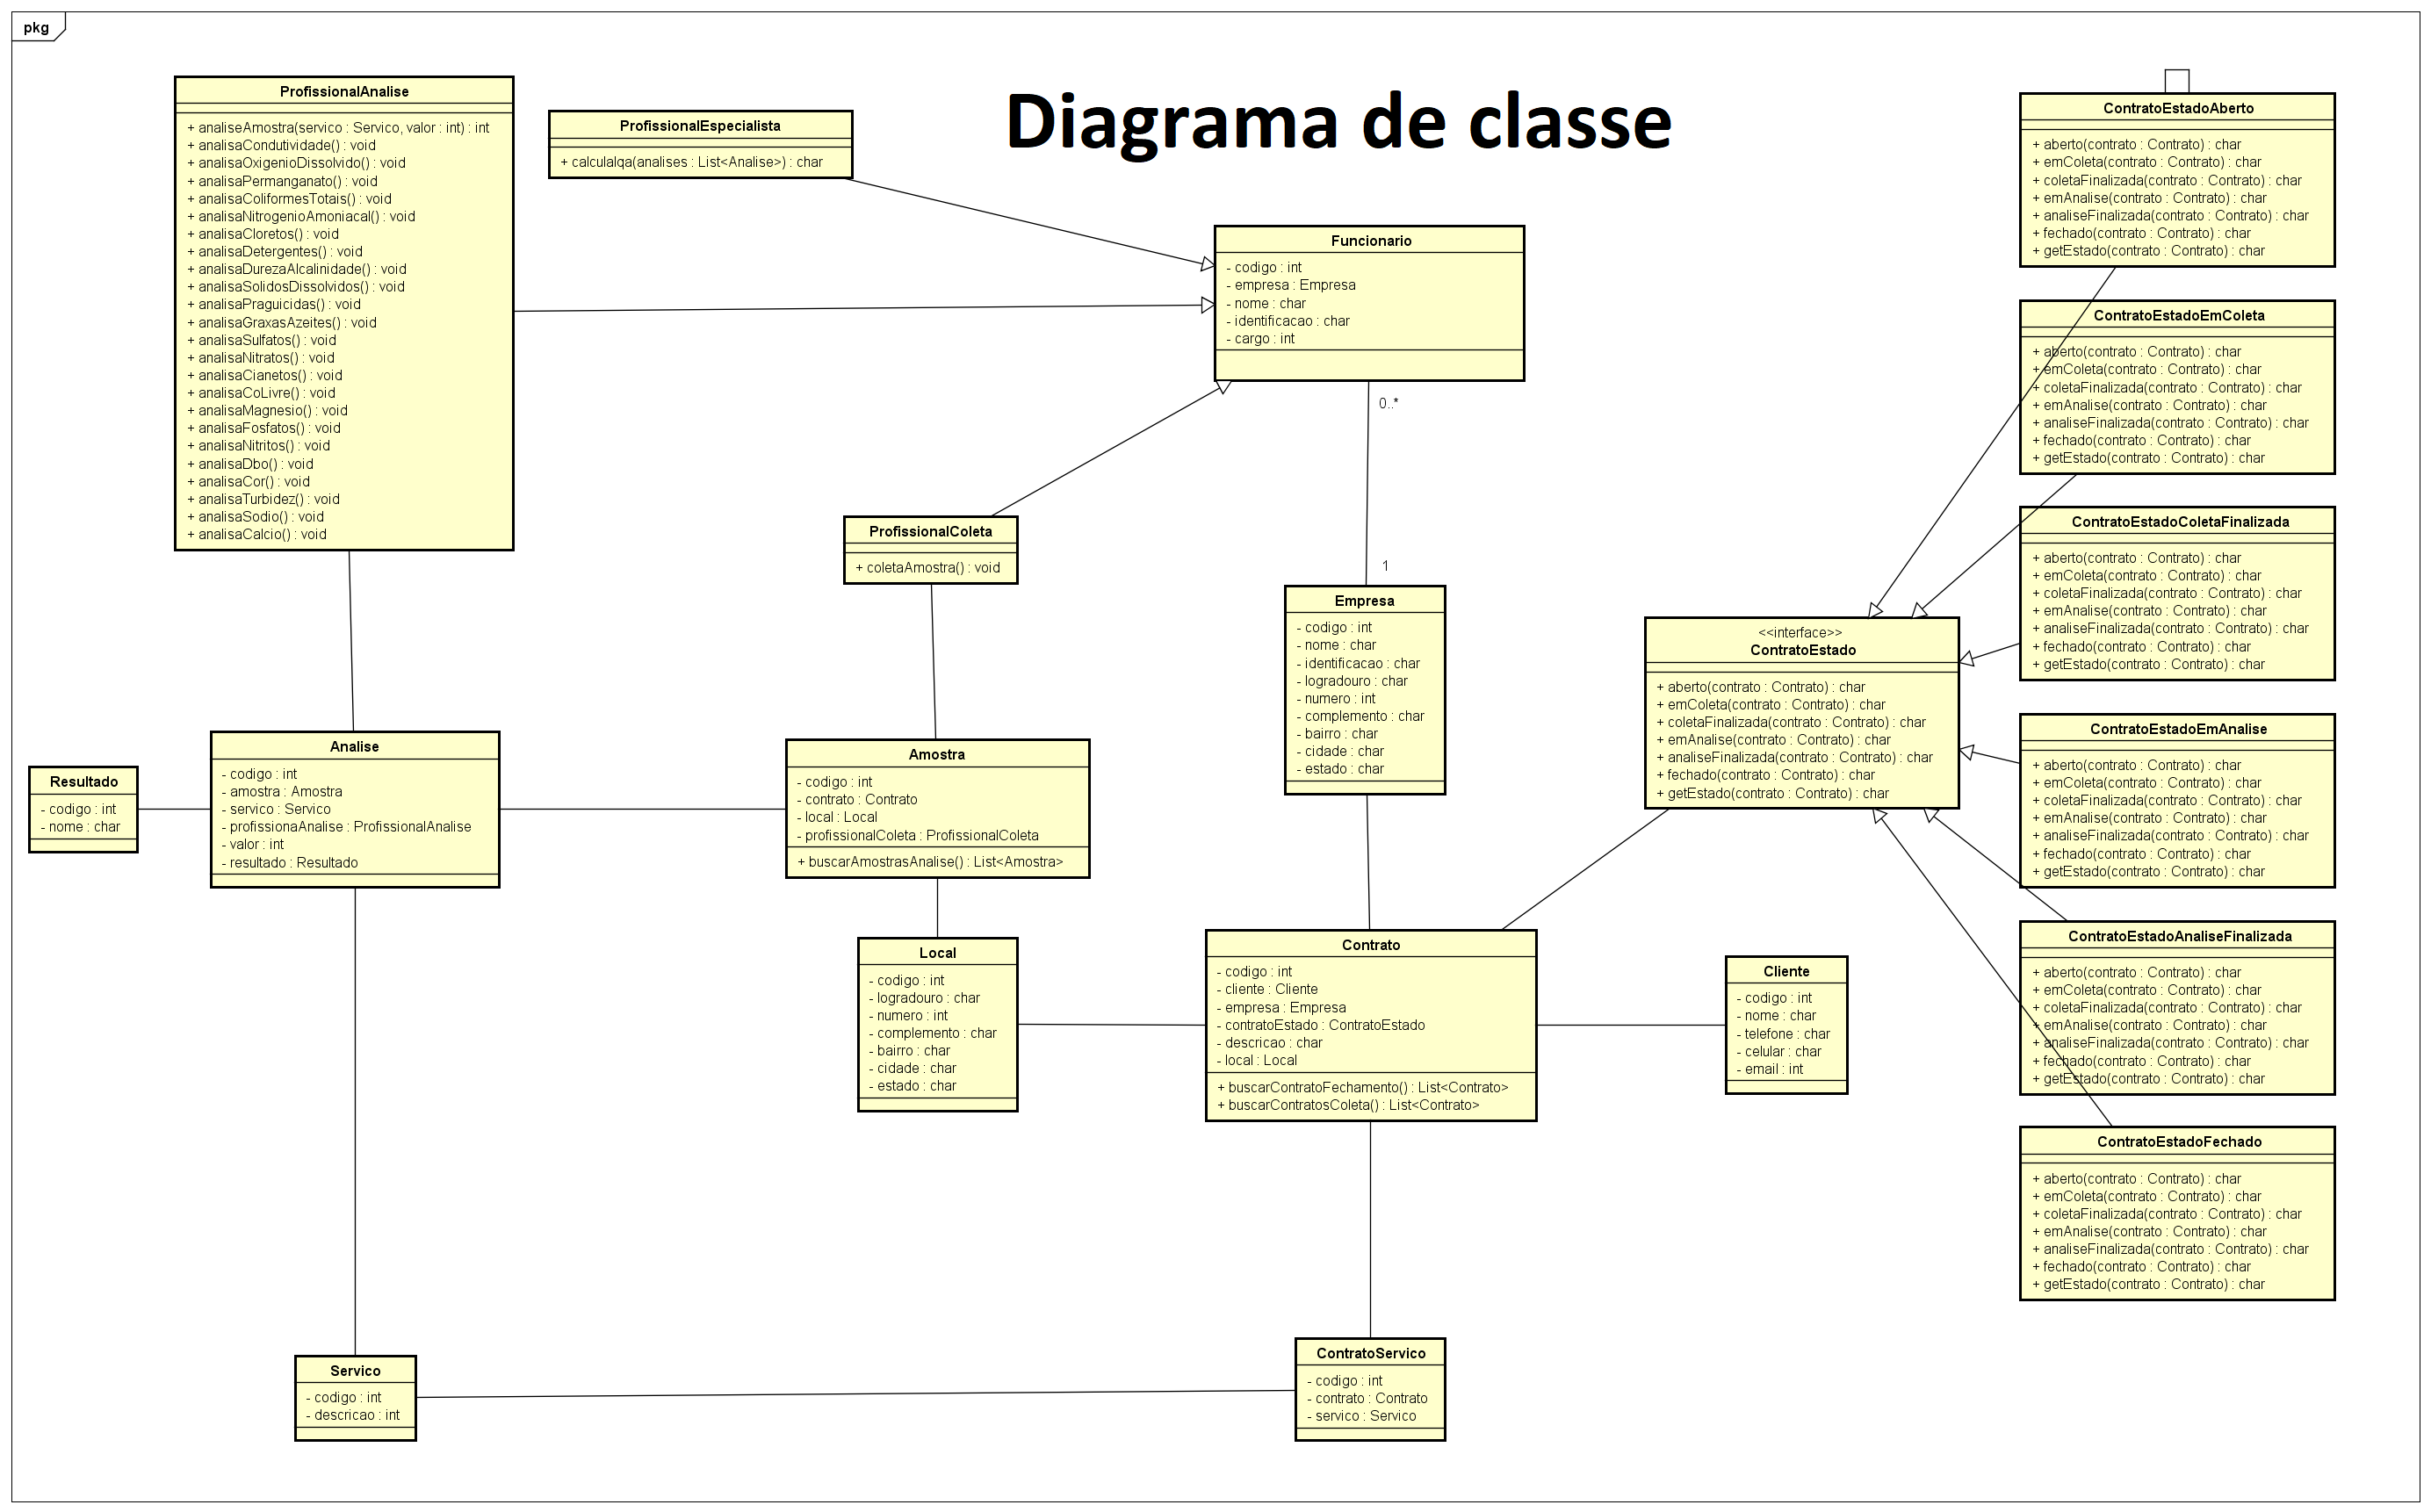 pkg
Diagrama de classe
ProfissionalAnalise
+ analiseAmostra(servico : Servico, valor : int) : int
+ analisaCondutividade() : void
+ analisaOxigenioDissolvido() : void
+ analisaPermanganato() : void
+ analisaColiformesTotais() : void
+ analisaNitrogenioAmoniacal() : void
+ analisaCloretos() : void
+ analisaDetergentes() : void
+ analisaDurezaAlcalinidade() : void
+ analisaSolidosDissolvidos() : void
+ analisaPraguicidas() : void
+ analisaGraxasAzeites() : void
+ analisaSulfatos() : void
+ analisaNitratos() : void
+ analisaCianetos() : void
+ analisaCoLivre() : void
+ analisaMagnesio() : void
+ analisaFosfatos() : void
+ analisaNitritos() : void
+ analisaDbo() : void
+ analisaCor() : void
+ analisaTurbidez() : void
+ analisaSodio() : void
+ analisaCalcio() : void
ProfissionalEspecialista
+ calculaIqa(analises : List<Analise>) : char
Funcionario
- codigo : int
- empresa : Empresa
- nome : char
- identificacao : char
- cargo : int
0..*
1
ProfissionalColeta
+ coletaAmostra() : void
Empresa
- codigo : int
- nome : char
- identificacao : char
- logradouro : char
- numero : int
- complemento : char
- bairro : char
- cidade : char
- estado : char
Resultado
- codigo : int
- nome : char
Analise
- codigo : int
- amostra : Amostra
- servico : Servico
- profissionaAnalise : ProfissionalAnalise
- valor : int
- resultado : Resultado
Amostra
- codigo : int
- contrato : Contrato
- local : Local
- profissionalColeta : ProfissionalColeta
+ buscarAmostrasAnalise() : List<Amostra>
Local
- codigo : int
- logradouro : char
- numero : int
- complemento : char
- bairro : char
- cidade : char
- estado : char
Contrato
- codigo : int
- cliente : Cliente
- empresa : Empresa
- contratoEstado : ContratoEstado
- descricao : char
- local : Local
+ buscarContratoFechamento() : List<Contrato>
+ buscarContratosColeta() : List<Contrato>
Cliente
- codigo : int
- nome : char
- telefone : char
- celular : char
- email : int
Servico
- codigo : int
- descricao : int
ContratoServico
- codigo : int
- contrato : Contrato
- servico : Servico
<<interface>>
ContratoEstado
+ aberto(contrato : Contrato) : char
+ emColeta(contrato : Contrato) : char
+ coletaFinalizada(contrato : Contrato) : char
+ emAnalise(contrato : Contrato) : char
+ analiseFinalizada(contrato : Contrato) : char
+ fechado(contrato : Contrato) : char
+ getEstado(contrato : Contrato) : char
ContratoEstadoAberto
+ aberto(contrato : Contrato) : char
+ emColeta(contrato : Contrato) : char
+ coletaFinalizada(contrato : Contrato) : char
+ emAnalise(contrato : Contrato) : char
+ analiseFinalizada(contrato : Contrato) : char
+ fechado(contrato : Contrato) : char
+ getEstado(contrato : Contrato) : char
ContratoEstadoEmColeta
+ aberto(contrato : Contrato) : char
+ emColeta(contrato : Contrato) : char
+ coletaFinalizada(contrato : Contrato) : char
+ emAnalise(contrato : Contrato) : char
+ analiseFinalizada(contrato : Contrato) : char
+ fechado(contrato : Contrato) : char
+ getEstado(contrato : Contrato) : char
ContratoEstadoColetaFinalizada
+ aberto(contrato : Contrato) : char
+ emColeta(contrato : Contrato) : char
+ coletaFinalizada(contrato : Contrato) : char
+ emAnalise(contrato : Contrato) : char
+ analiseFinalizada(contrato : Contrato) : char
+ fechado(contrato : Contrato) : char
+ getEstado(contrato : Contrato) : char
ContratoEstadoEmAnalise
+ aberto(contrato : Contrato) : char
+ emColeta(contrato : Contrato) : char
+ coletaFinalizada(contrato : Contrato) : char
+ emAnalise(contrato : Contrato) : char
+ analiseFinalizada(contrato : Contrato) : char
+ fechado(contrato : Contrato) : char
+ getEstado(contrato : Contrato) : char
ContratoEstadoAnaliseFinalizada
+ aberto(contrato : Contrato) : char
+ emColeta(contrato : Contrato) : char
+ coletaFinalizada(contrato : Contrato) : char
+ emAnalise(contrato : Contrato) : char
+ analiseFinalizada(contrato : Contrato) : char
+ fechado(contrato : Contrato) : char
+ getEstado(contrato : Contrato) : char
ContratoEstadoFechado
+ aberto(contrato : Contrato) : char
+ emColeta(contrato : Contrato) : char
+ coletaFinalizada(contrato : Contrato) : char
+ emAnalise(contrato : Contrato) : char
+ analiseFinalizada(contrato : Contrato) : char
+ fechado(contrato : Contrato) : char
+ getEstado(contrato : Contrato) : char